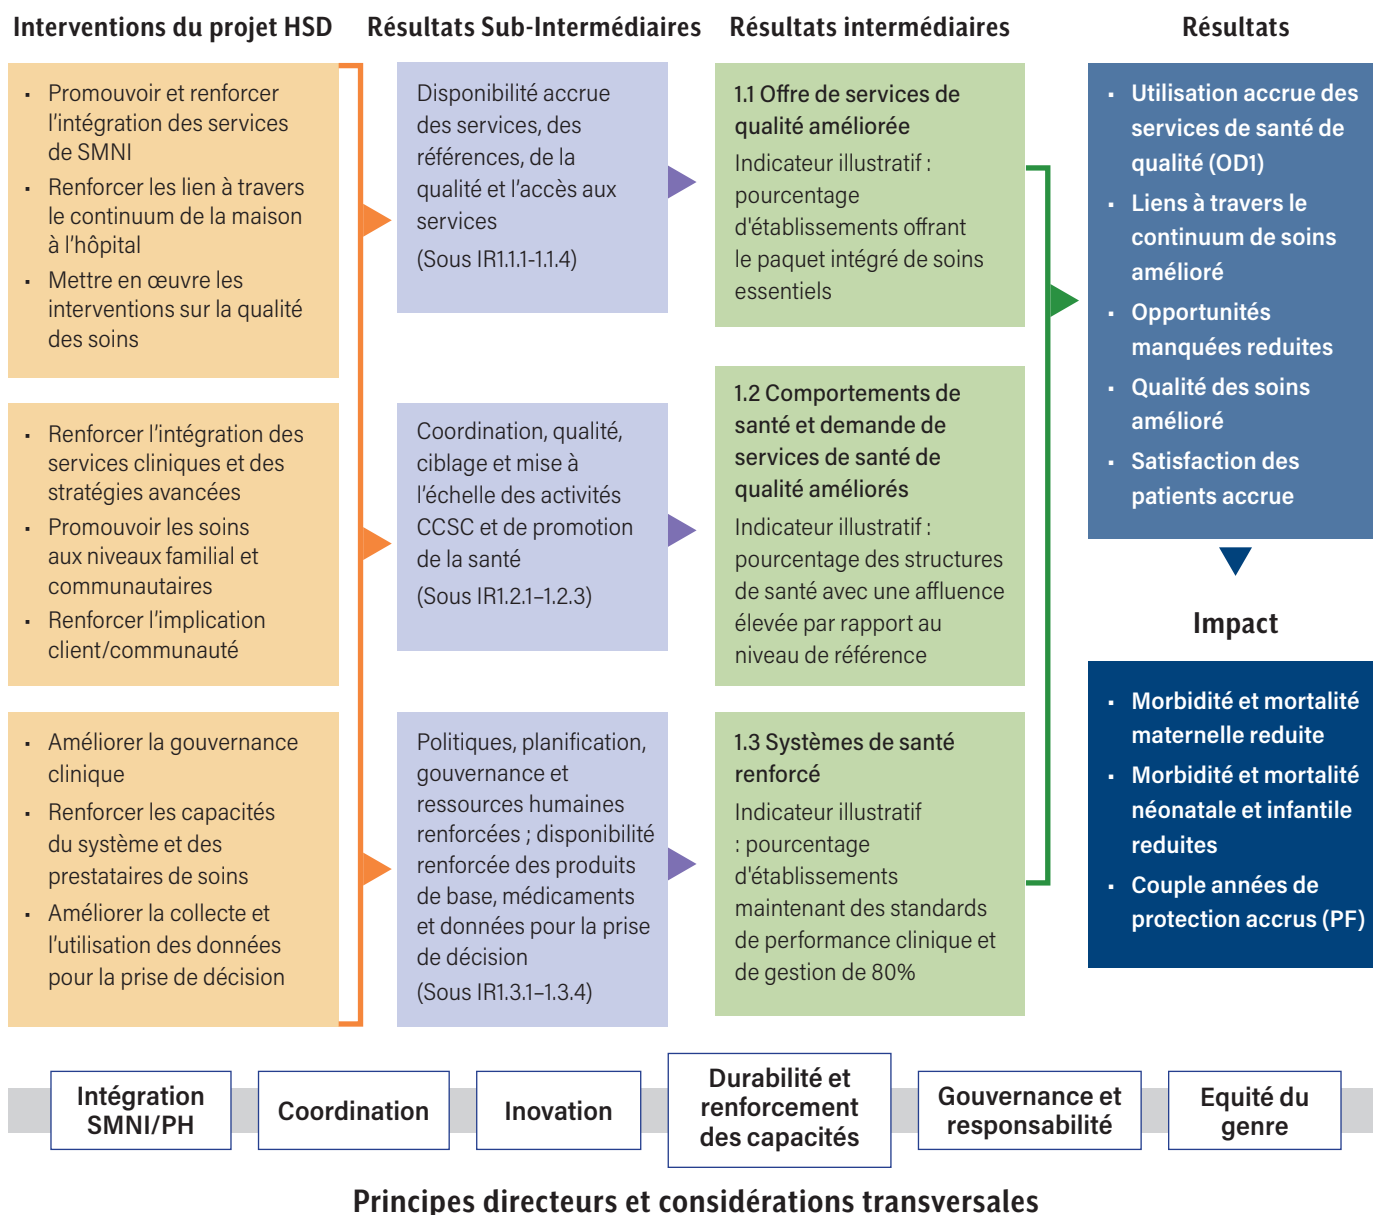 Interventions du projet HSD
Promouvoir et renforcer
l'intégration des services
de SMNI
Renforcer les lien à travers
le continuum de la maison
à l'hôpital
Mettre en œuvre les
interventions sur la qualité
des soins
Renforcer l'intégration des
services cliniques et des
stratégies avancées
Promouvoir les soins
aux niveaux familial et
communautaires
Renforcer l'implication
client/communauté
Améliorer la gouvernance
clinique
Renforcer les capacités
du système et des
prestataires de soins
Améliorer la collecte et
l'utilisation des données
pour la prise de décision
Résultats Sub-Intermédiaires
Disponibilité accrue
des services, des
références, de la
qualité et l'accès aux
services
(Sous IR1.1.1-1.1.4)
Coordination, qualité,
ciblage et mise à
l'échelle des activités
CCSC et de promotion
de la santé
(Sous IR1.2.1–1.2.3)
Politiques, planification,
gouvernance et
ressources humaines
renforcées ; disponibilité
renforcée des produits
de base, médicaments
et données pour la prise
de décision
(Sous IR1.3.1–1.3.4)
Résultats intermédiaires
1.1 Offre de services de
qualité améliorée
Indicateur illustratif :
pourcentage
d'établissements offrant
le paquet intégré de soins
essentiels
1.2 Comportements de
santé et demande de
services de santé de
qualité améliorés
Indicateur illustratif :
pourcentage des structures
de santé avec une affluence
élevée par rapport au
niveau de référence
1.3 Systèmes de santé
renforcé
Indicateur illustratif
: pourcentage
d'établissements
maintenant des standards
de performance clinique et
de gestion de 80%
Résultats
Utilisation accrue des
services de santé de
qualité (OD1)
Liens à travers le
continuum de soins
amélioré
Opportunités
manquées reduites
Qualité des soins
amélioré
Satisfaction des
patients accrue
Impact
Morbidité et mortalité
maternelle reduite
Morbidité et mortalité
néonatale et infantile
reduites
Couple années de
protection accrus (PF)
Intégration
SMNI/PH
Coordination
Inovation
Durabilité et
renforcement
des capacités
Gouvernance et
responsabilité
Equité du
genre
Principes directeurs et considérations transversales